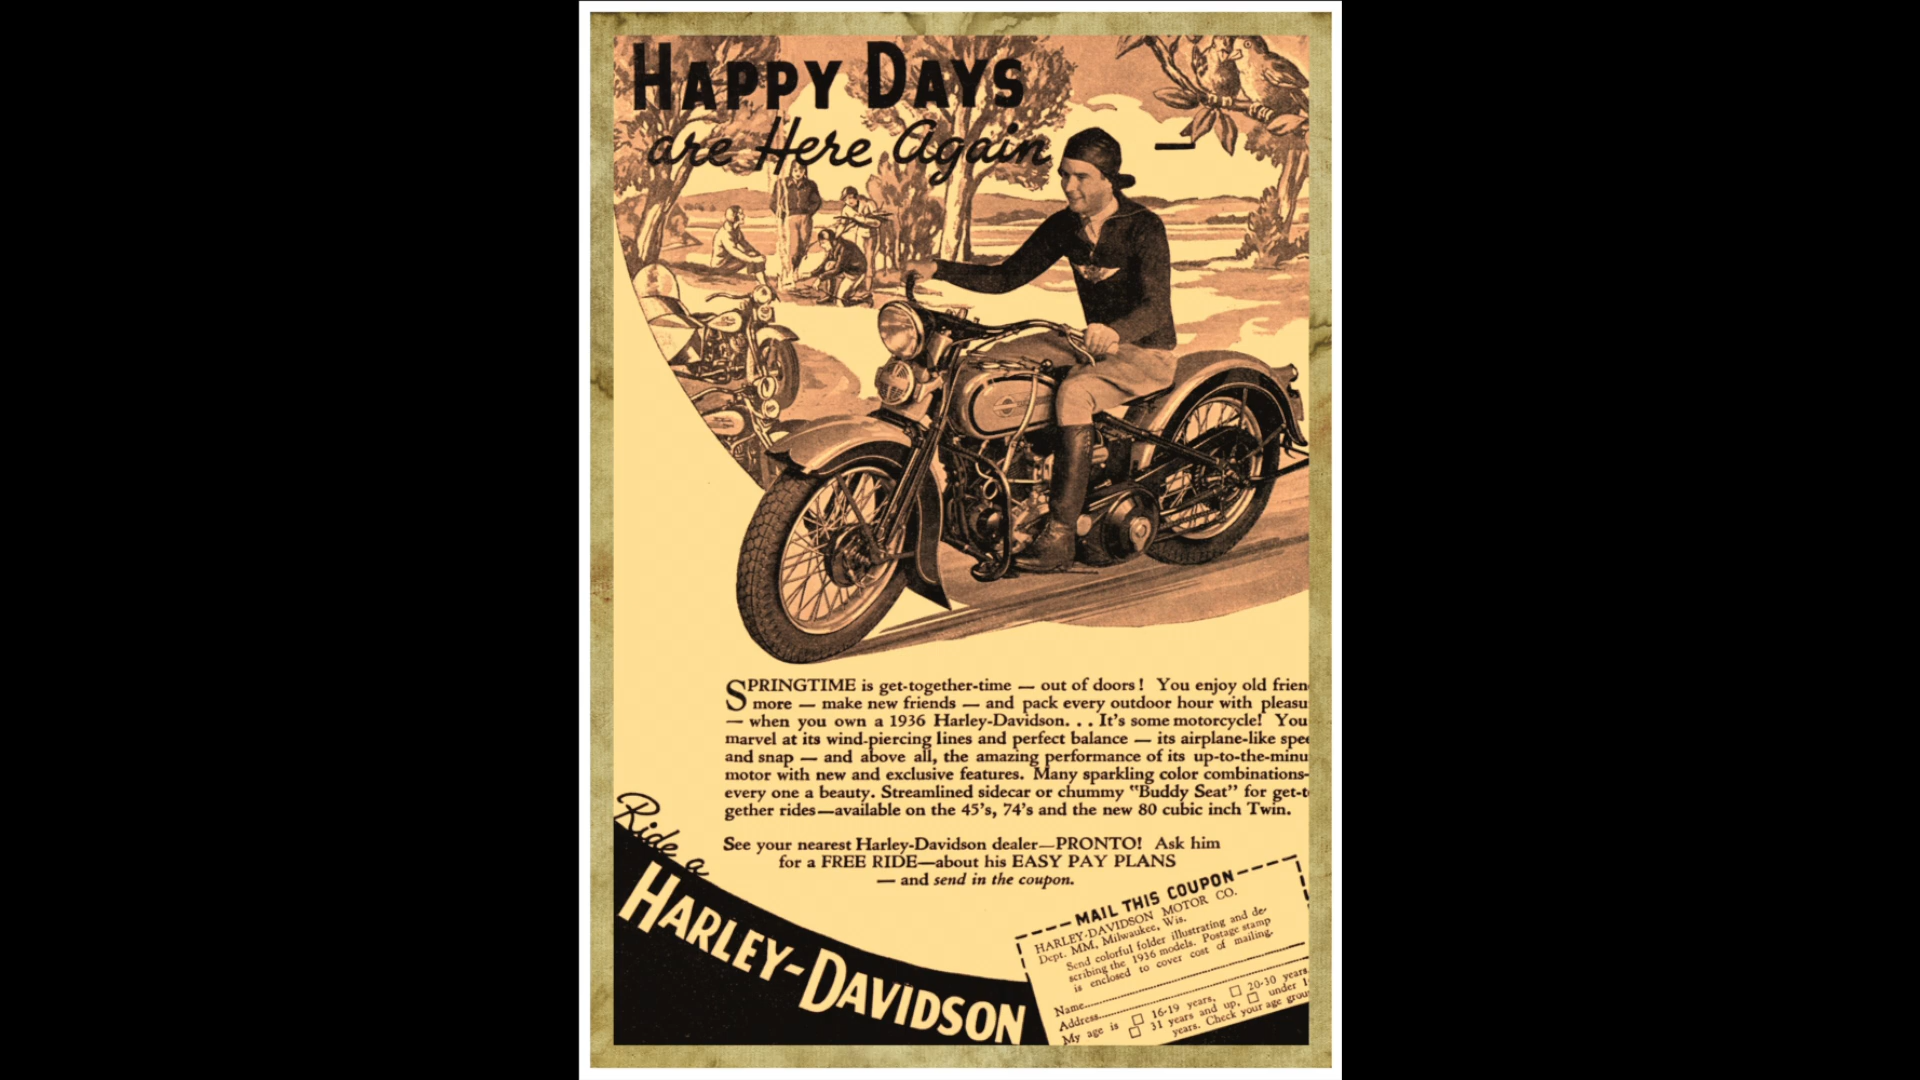 HAPPY DAYS
are Here Again
SPRINGTIME is get-together-time — out of doors! You enjoy old frien
more — make new friends — and pack every outdoor hour with pleasu
— when you own a 1936 Harley-Davidson. . . It's some motorcycle! You
marvel at its wind-piercing lines and perfect balance — its airplane-like spee
and snap — and above all, the amazing performance of its up-to-the-minu
motor with new and exclusive features. Many sparkling color combinations-
every one a beauty. Streamlined sidecar or chummy "Buddy Seat" for get-t
gether rides—available on the 45's, 74's and the new 80 cubic inch Twin.
See your nearest Harley-Davidson dealer—PRONTO! Ask him
for a FREE RIDE—about his EASY PAY PLANS
— and send in the coupon.
Ride a
HARLEY-DAVIDSON
MAIL THIS COUPON
HARLEY-DAVIDSON MOTOR CO.
Dept. MM, Milwaukee, Wis.
Send colorful folder illustrating and de-
scribing the 1936 models. Postage stamp
is enclosed to cover cost of mailing.
Name
Address
My age is □ 16-19 years, □ 20-30 years,
□ 31 years and up, □ under 1
years. Check your age grou